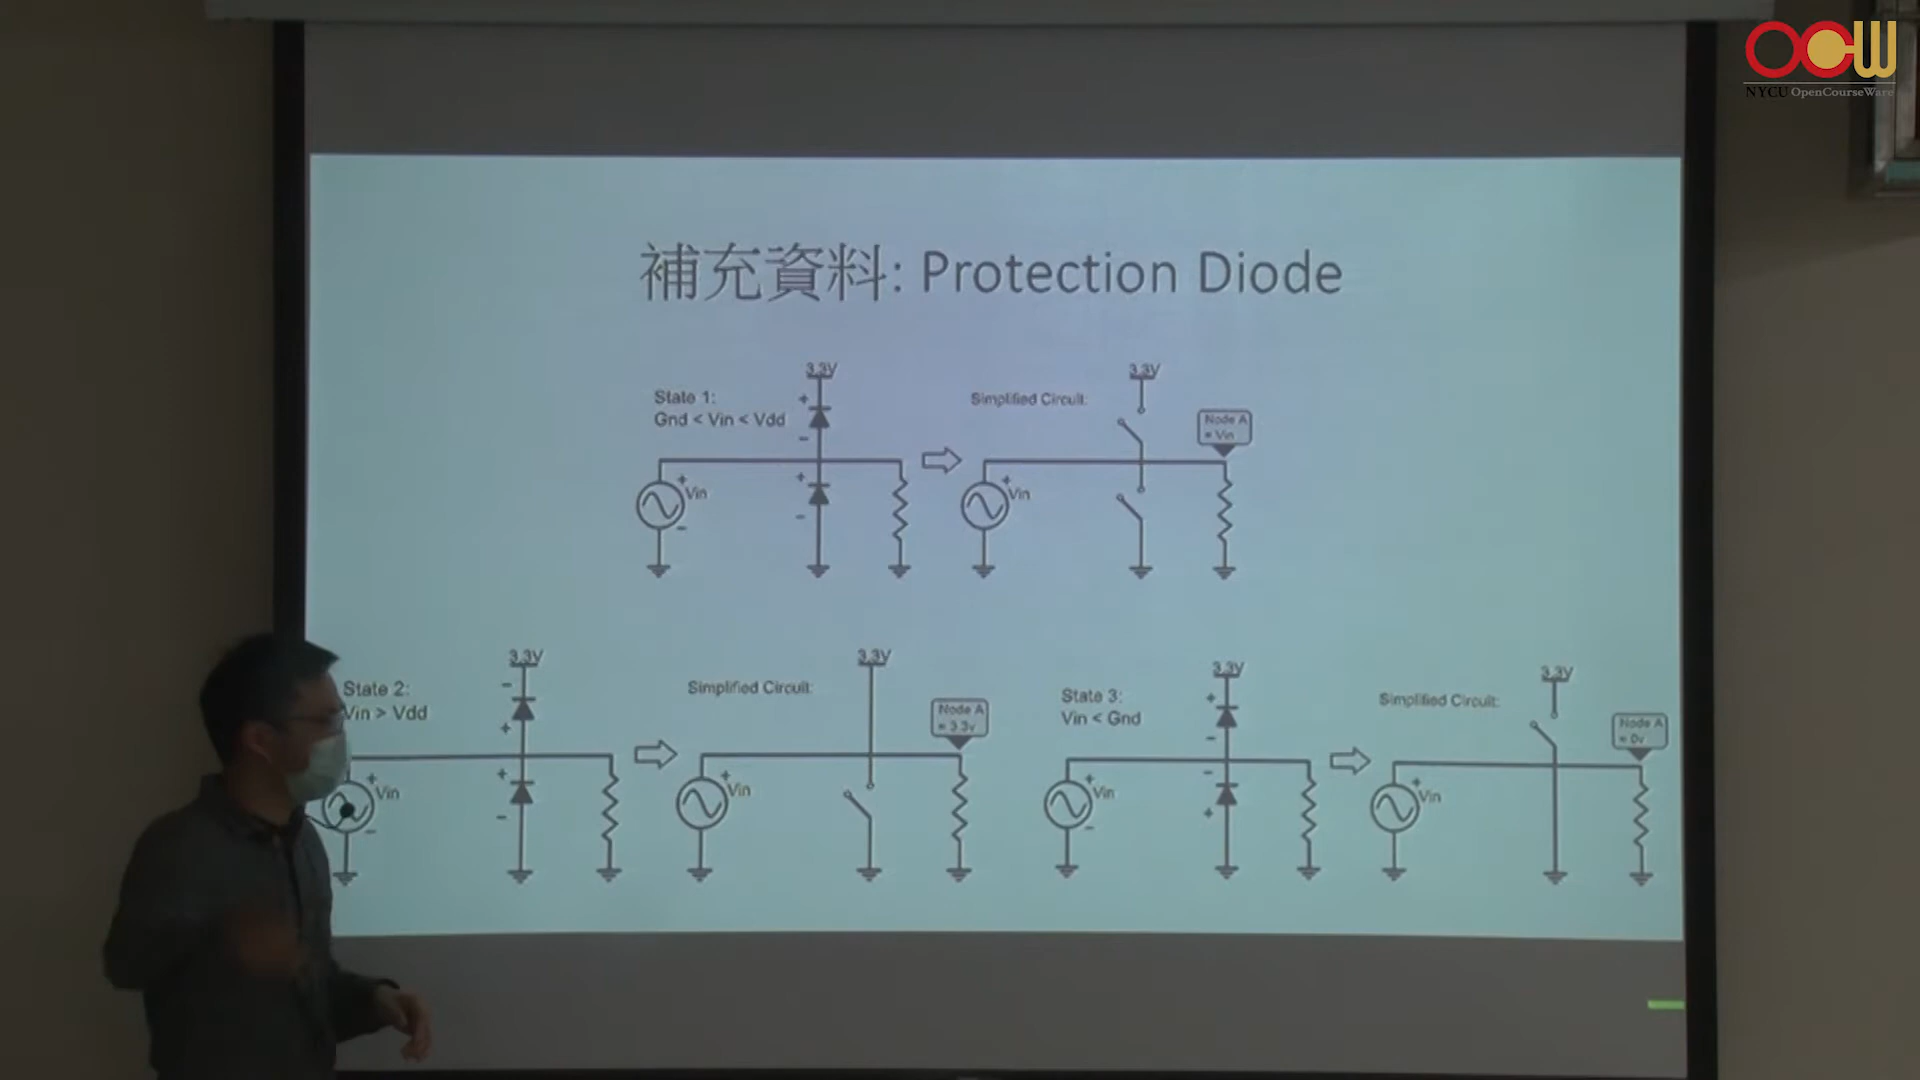 OCW
NYCU OpenCourseWare
補充資料: Protection Diode
State 1:
Gnd < Vin < Vdd
3.3V
+
-
+
-
+
Vin
-
Simplified Circuit:
3.3V
Node A
= Vin
+
Vin
State 2:
Vin > Vdd
3.3V
-
+
+
-
+
Vin
-
Simplified Circuit:
3.3V
Node A
= 3.3v
+
Vin
State 3:
Vin < Gnd
3.3V
+
-
-
+
+
Vin
-
Simplified Circuit:
3.3V
Node A
= 0v
+
Vin